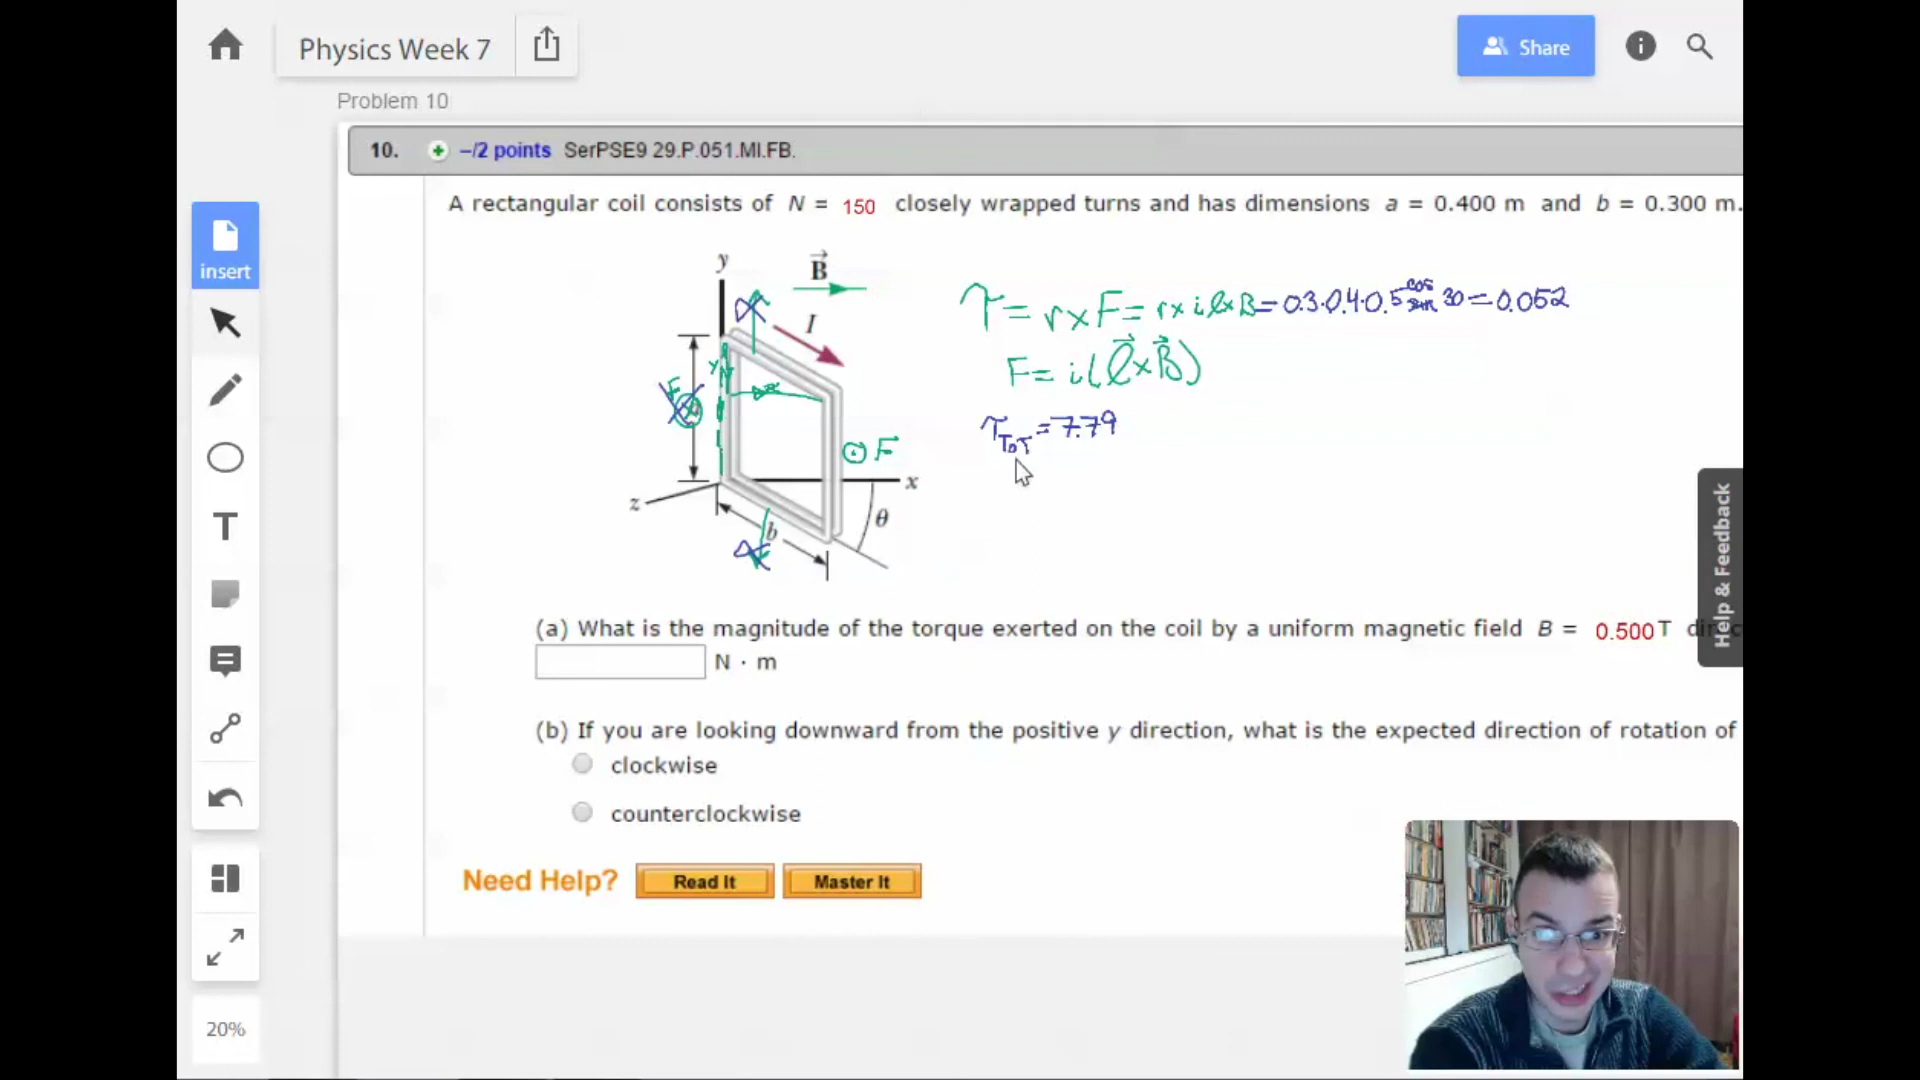 Physics Week 7
Share
Problem 10
10. -/2 points SerPSE9 29.P.051.MI.FB.
A rectangular coil consists of N = 150 closely wrapped turns and has dimensions a = 0.400 m and b = 0.300 m.
insert
y
B
I
τ = r x F = r x i l x B = 0.3·0.4·0.5 cos 30 = 0.052
F = i( l x B )
τTOT = 7.79
F
F
x
z
θ
b
T
(a) What is the magnitude of the torque exerted on the coil by a uniform magnetic field B = 0.500 T
N · m
(b) If you are looking downward from the positive y direction, what is the expected direction of rotation of
clockwise
counterclockwise
Need Help? Read It Master It
Help & Feedback
20%